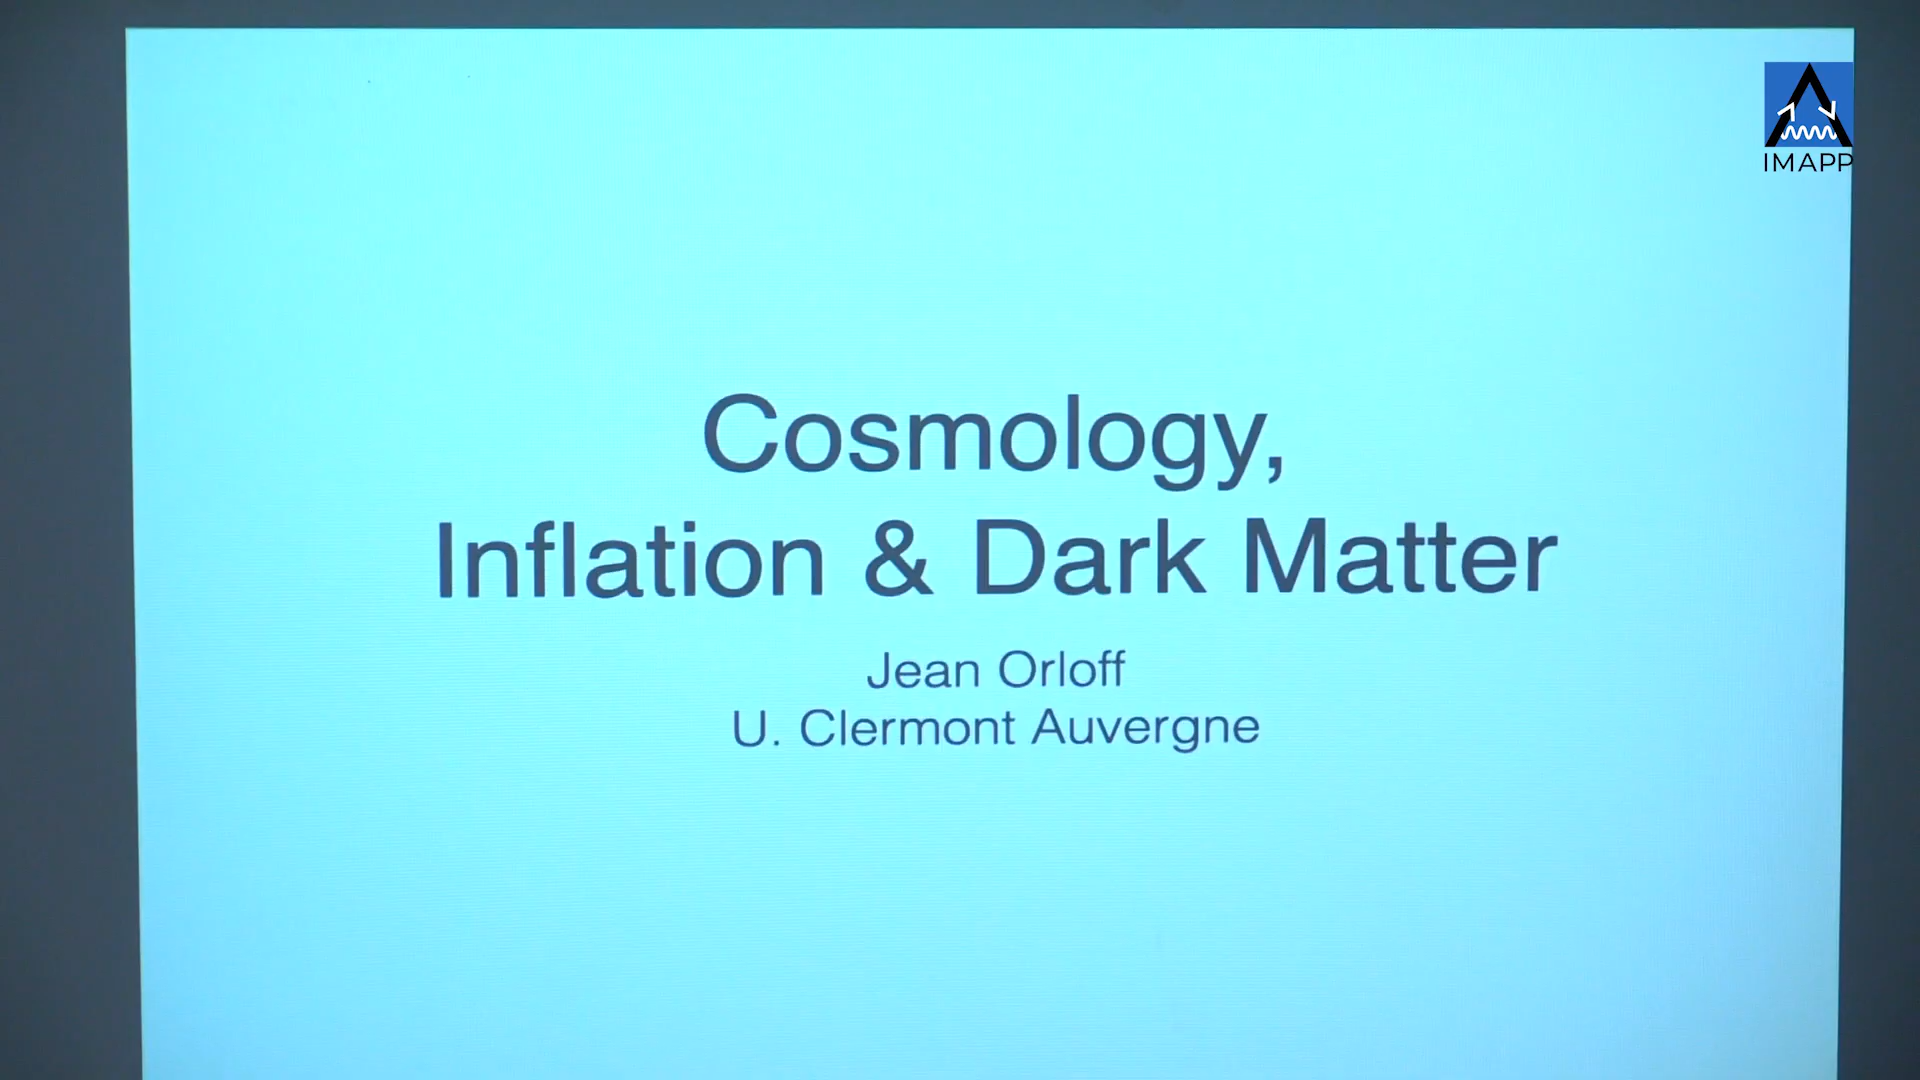 IMAPP
Cosmology,
Inflation & Dark Matter
Jean Orloff
U. Clermont Auvergne